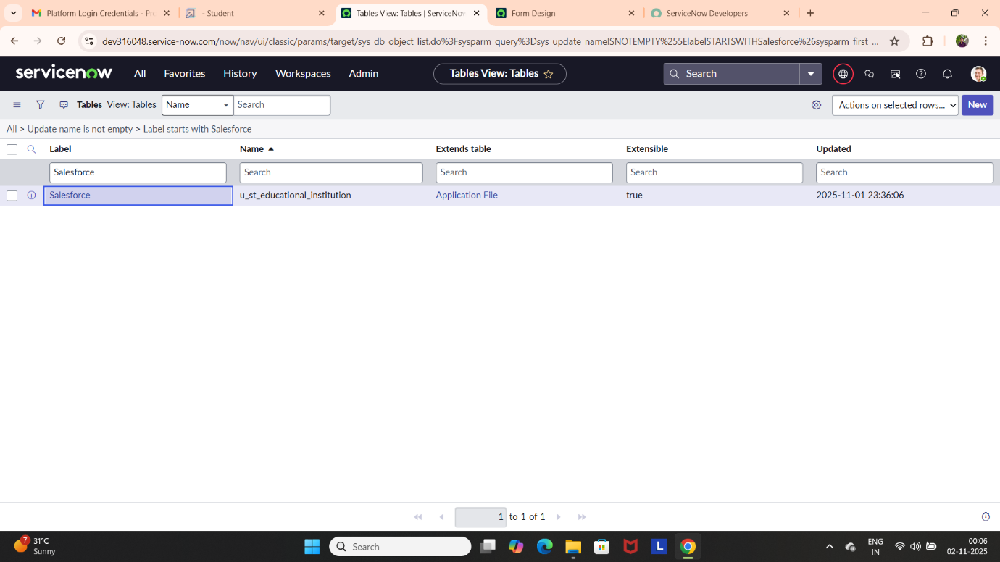 Platform Login Credentials - Pro
- Student
Tables View: Tables | ServiceNow
Form Design
ServiceNow Developers
dev316048.service-now.com/now/nav/ui/classic/params/target/sys_db_object_list.do%3Fsysparm_query%3Dsys_update_nameISNOTEMPTY%255ElabelSTARTSWITHSalesforce%26sysparm_first_...
servicenow All Favorites History Workspaces Admin Tables View: Tables Search
Tables View: Tables Name Search Actions on selected rows... New
All > Update name is not empty > Label starts with Salesforce
Label Name Extends table Extensible Updated
Salesforce Search Search Search Search
Salesforce u_st_educational_institution Application File true 2025-11-01 23:36:06
1 to 1 of 1
7 31°C
Sunny
Search
L
ENG
IN
00:06
02-11-2025